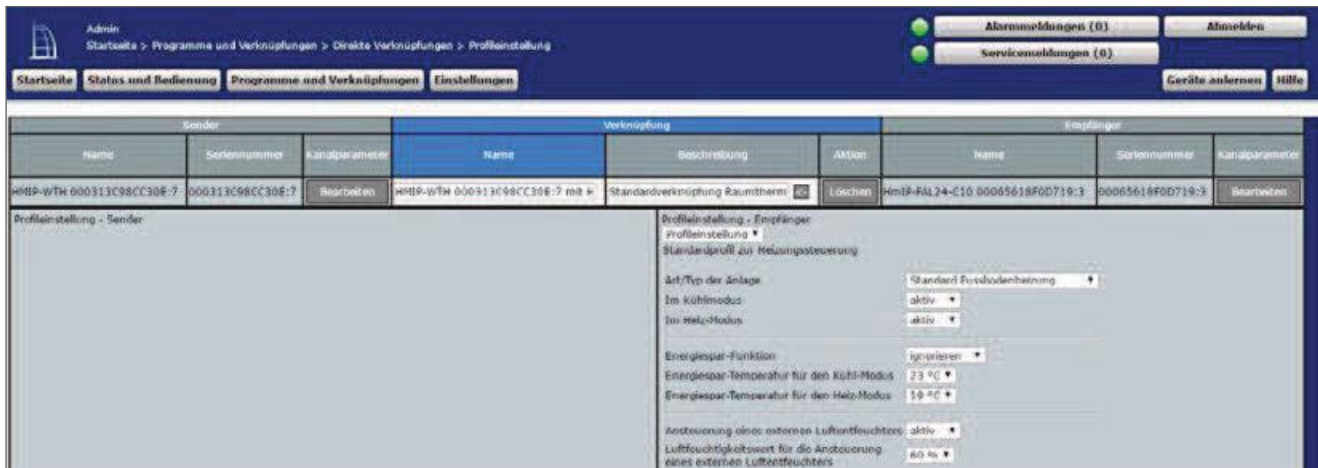 Admin
Startseite > Programme und Verknüpfungen > Direkte Verknüpfungen > Profileinstellung
Alarmmeldungen (0) Abmelden
Servicemeldungen (0)
Startseite Status und Bedienung Programme und Verknüpfungen Einstellungen Geräte anlernen Hilfe
Sender Verknüpfung Empfänger
Name Seriennummer Kanalparameter Name Beschreibung Aktion Name Seriennummer Kanalparameter
HMIP-WTH 000313C98CC30E:7 000313C98CC30E:7 Bearbeiten HMIP-WTH 000313C98CC30E:7 mit Standardverknüpfung Raumtherm Löschen HmIP-FAL24-C10 00065618F0D719:3 00065618F0D719:3 Bearbeiten
Profileinstellung - Sender
Profileinstellung - Empfänger
Profileinstellung
Standardprofil zur Heizungssteuerung
Art/Typ der Anlage Standard Fussbodenheizung
Im Kühlmodus aktiv
Im Heiz-Modus aktiv
Energiespar-Funktion ignorieren
Energiespar-Temperatur für den Kühl-Modus 23 °C
Energiespar-Temperatur für den Heiz-Modus 19 °C
Ansteuerung eines externen Luftentfeuchters aktiv
Luftfeuchtigkeitswert für die Ansteuerung
eines externen Luftentfeuchters 60 %